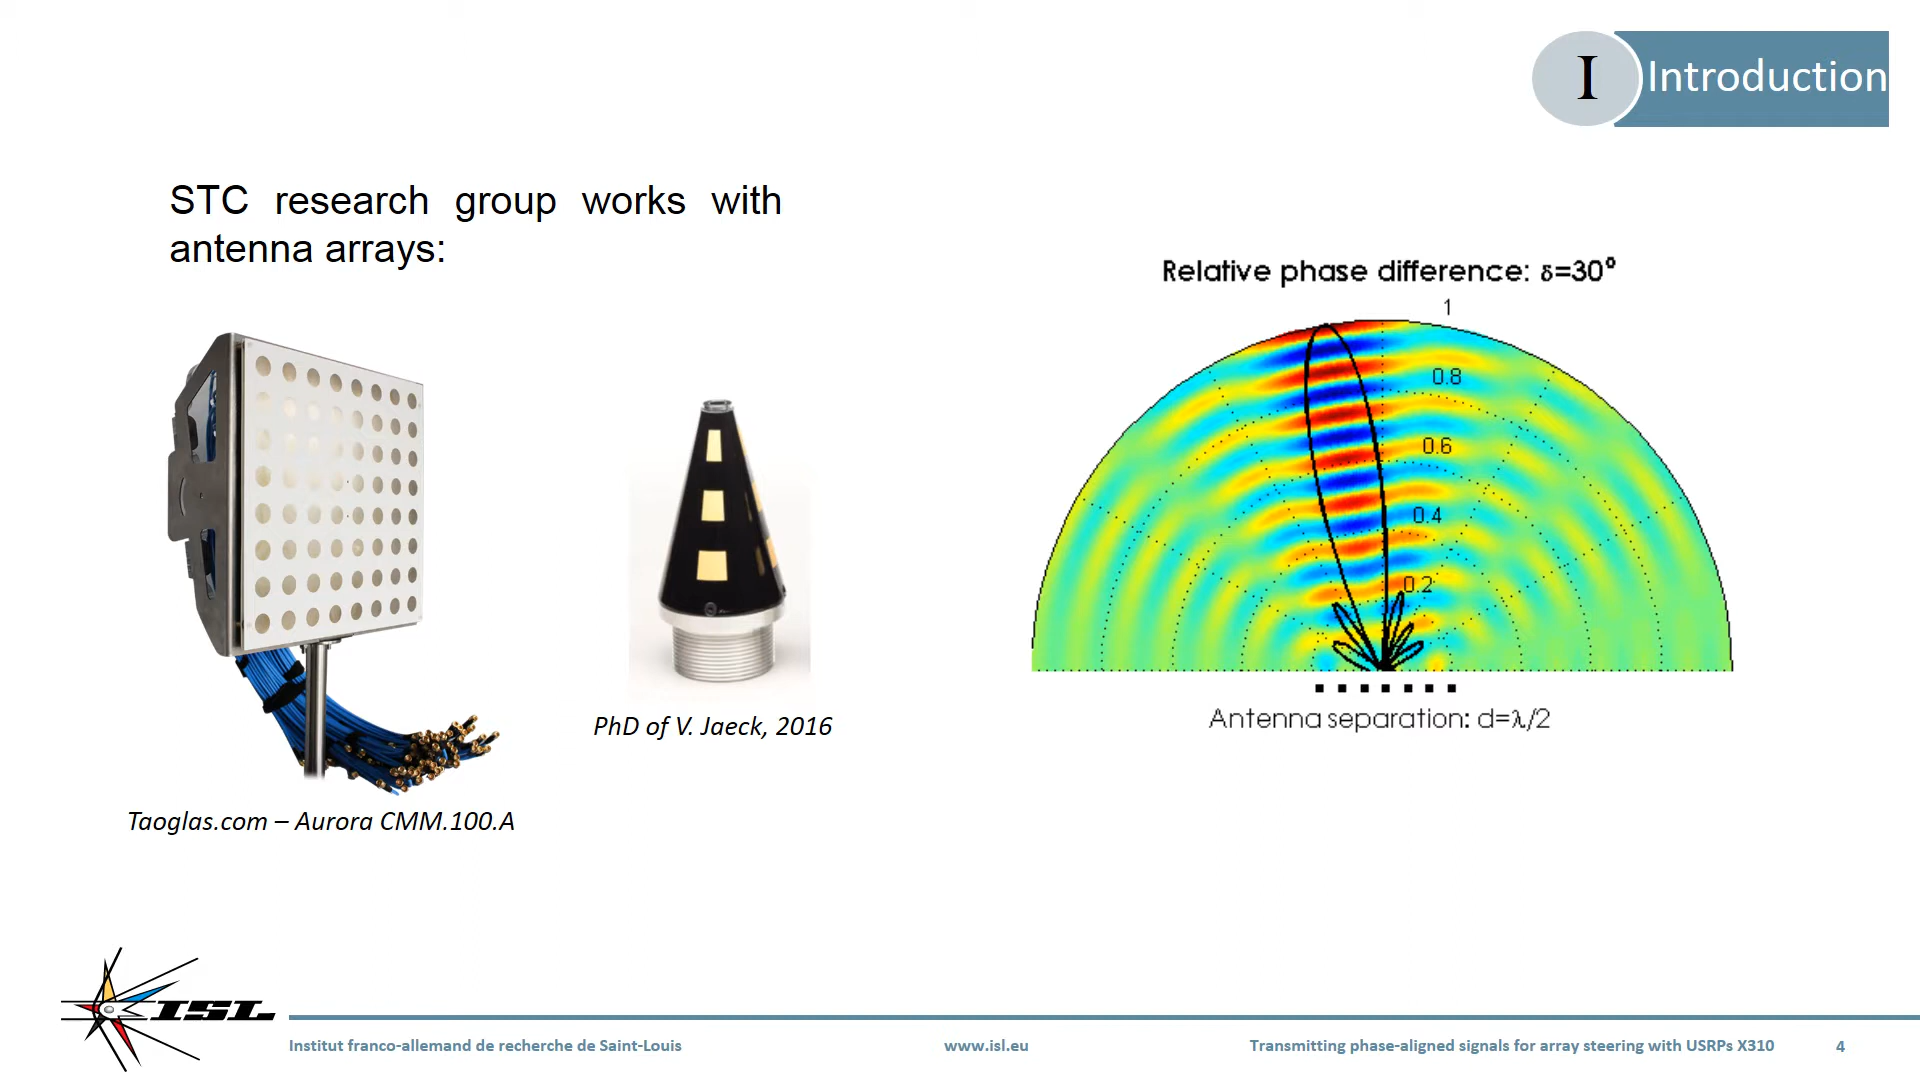 I Introduction
STC research group works with
antenna arrays:
Relative phase difference: δ=30°
1
0.8
0.6
0.4
0.2
Antenna separation: d=λ/2
PhD of V. Jaeck, 2016
Taoglas.com – Aurora CMM.100.A
ISL
Institut franco-allemand de recherche de Saint-Louis
www.isl.eu
Transmitting phase-aligned signals for array steering with USRPs X310
4